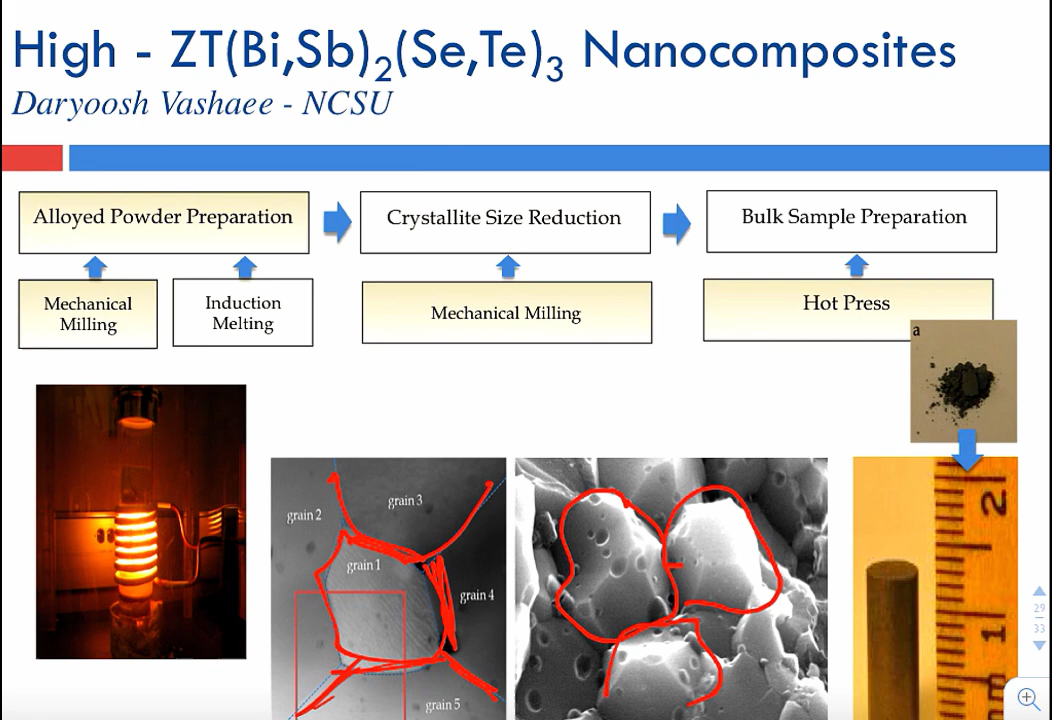 High - ZT(Bi,Sb)₂(Se,Te)₃ Nanocomposites
Daryoosh Vashaee - NCSU
Alloyed Powder Preparation
Crystallite Size Reduction
Bulk Sample Preparation
Mechanical
Milling
Induction
Melting
Mechanical Milling
Hot Press
a
grain 2
grain 3
grain 1
grain 4
grain 5
2
1
29
33